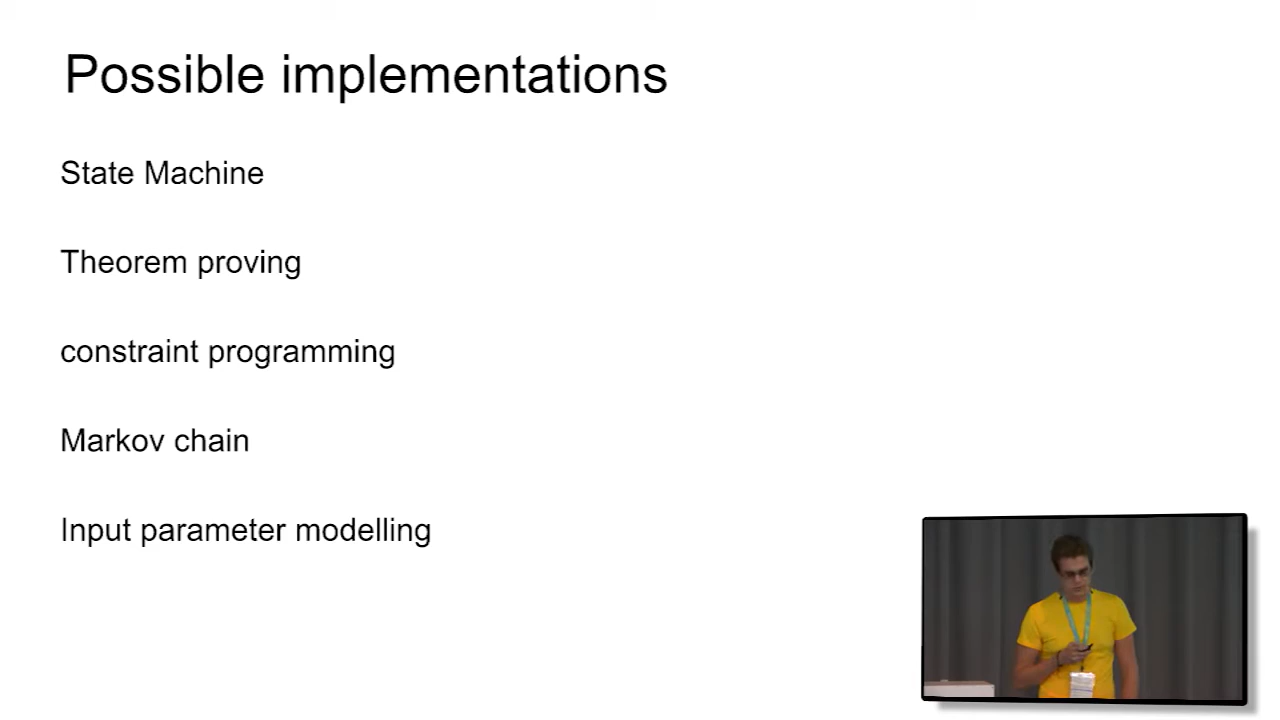 Possible implementations
State Machine
Theorem proving
constraint programming
Markov chain
Input parameter modelling